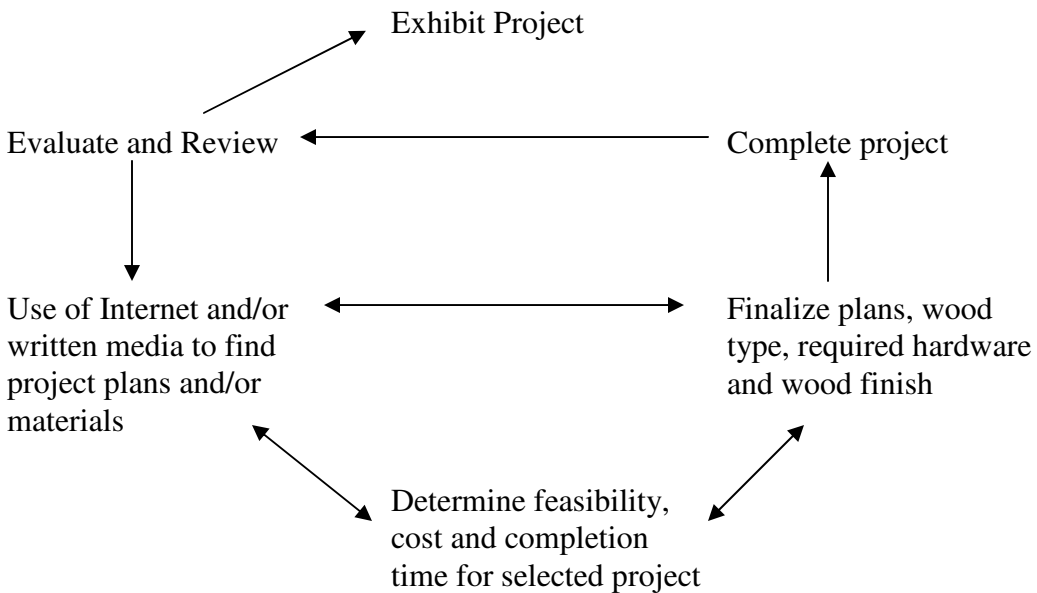 Exhibit Project
Evaluate and Review
Complete project
Use of Internet and/or
written media to find
project plans and/or
materials
Finalize plans, wood
type, required hardware
and wood finish
Determine feasibility,
cost and completion
time for selected project